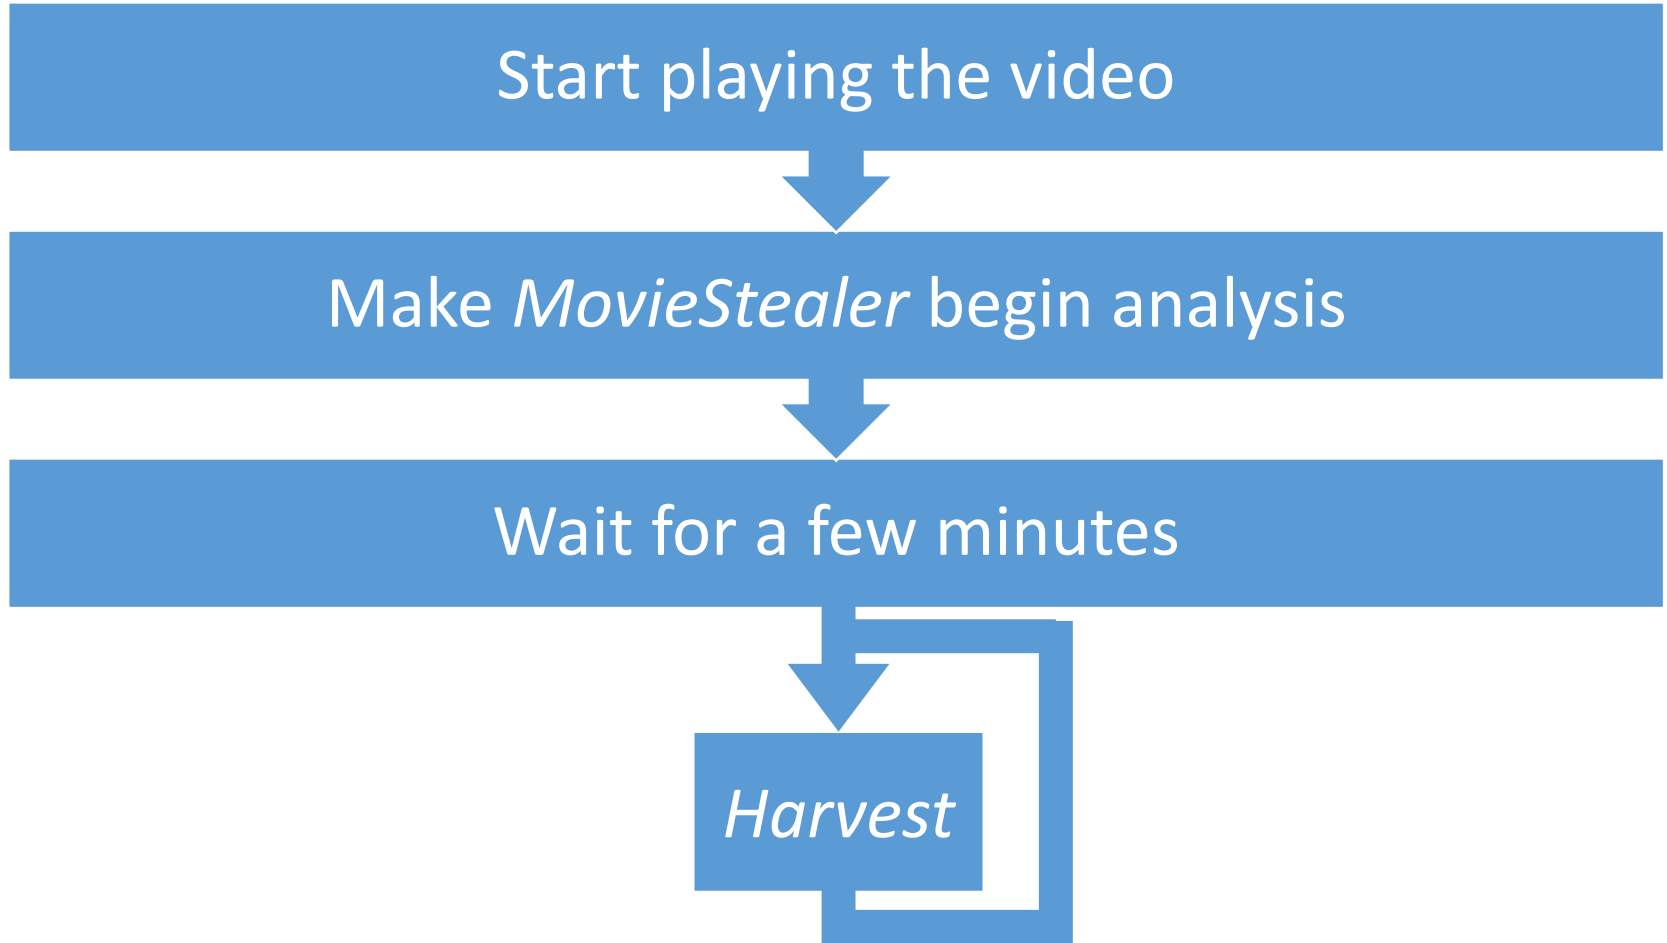 Start playing the video
Make MovieStealer begin analysis
Wait for a few minutes
Harvest